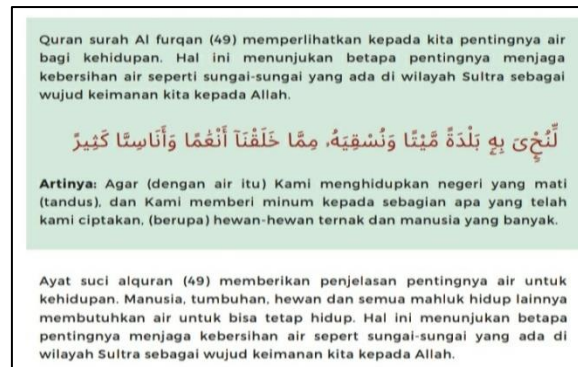 Quran surah Al furqan (49) memperlihatkan kepada kita pentingnya air
bagi kehidupan. Hal ini menunjukan betapa pentingnya menjaga
kebersihan air seperti sungai-sungai yang ada di wilayah Sultra sebagai
wujud keimanan kita kepada Allah.
لِّنُحْـِۧىَ بِهِۦ بَلْدَةً مَّيْتًا وَنُسْقِيَهُۥ مِمَّا خَلَقْنَآ أَنْعَٰمًا وَأَنَاسِىَّ كَثِيرً
Artinya: Agar (dengan air itu) Kami menghidupkan negeri yang mati
(tandus), dan Kami memberi minum kepada sebagian apa yang telah
kami ciptakan, (berupa) hewan-hewan ternak dan manusia yang banyak.
Ayat suci alquran (49) memberikan penjelasan pentingnya air untuk
kehidupan. Manusia, tumbuhan, hewan dan semua mahluk hidup lainnya
membutuhkan air untuk bisa tetap hidup. Hal ini menunjukan betapa
pentingnya menjaga kebersihan air sepert sungai-sungai yang ada di
wilayah Sultra sebagai wujud keimanan kita kepada Allah.